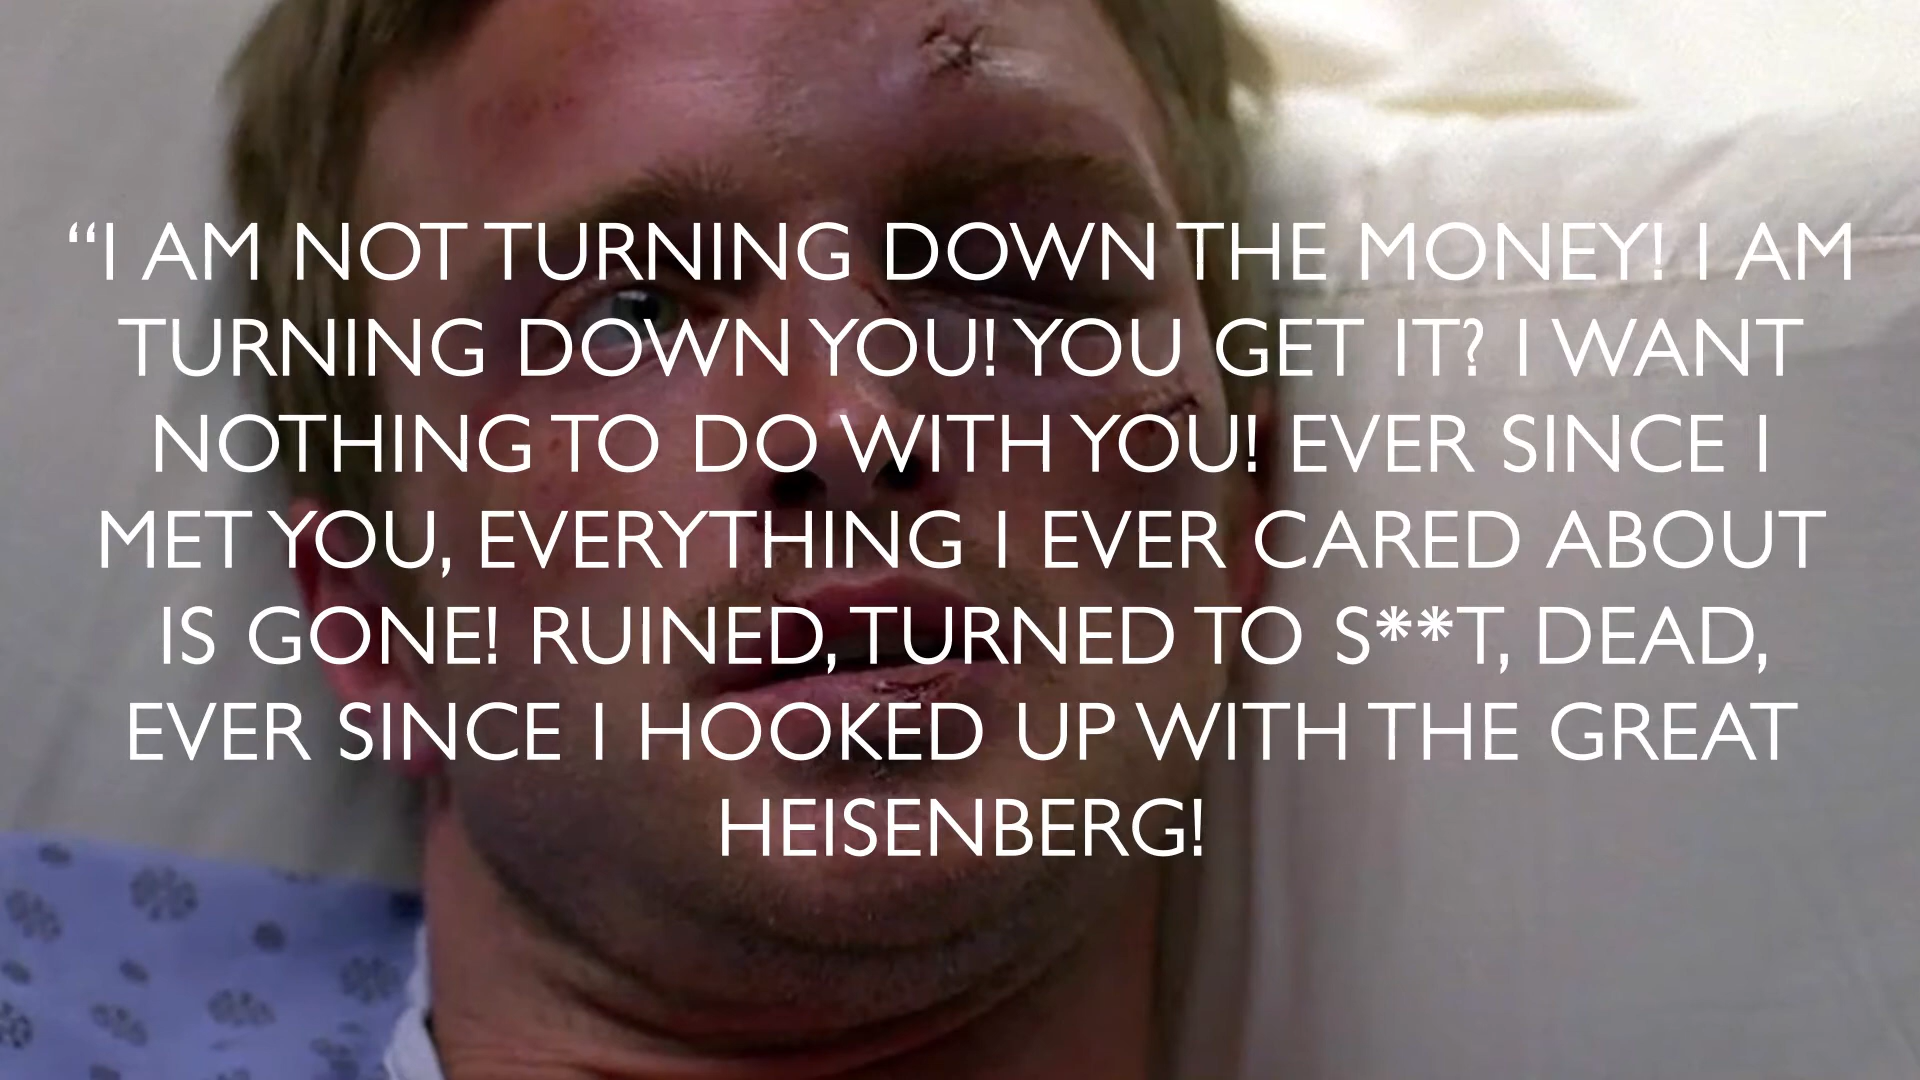 “I AM NOT TURNING DOWN THE MONEY! I AM
TURNING DOWN YOU! YOU GET IT? I WANT
NOTHING TO DO WITH YOU! EVER SINCE I
MET YOU, EVERYTHING I EVER CARED ABOUT
IS GONE! RUINED, TURNED TO S**T, DEAD,
EVER SINCE I HOOKED UP WITH THE GREAT
HEISENBERG!